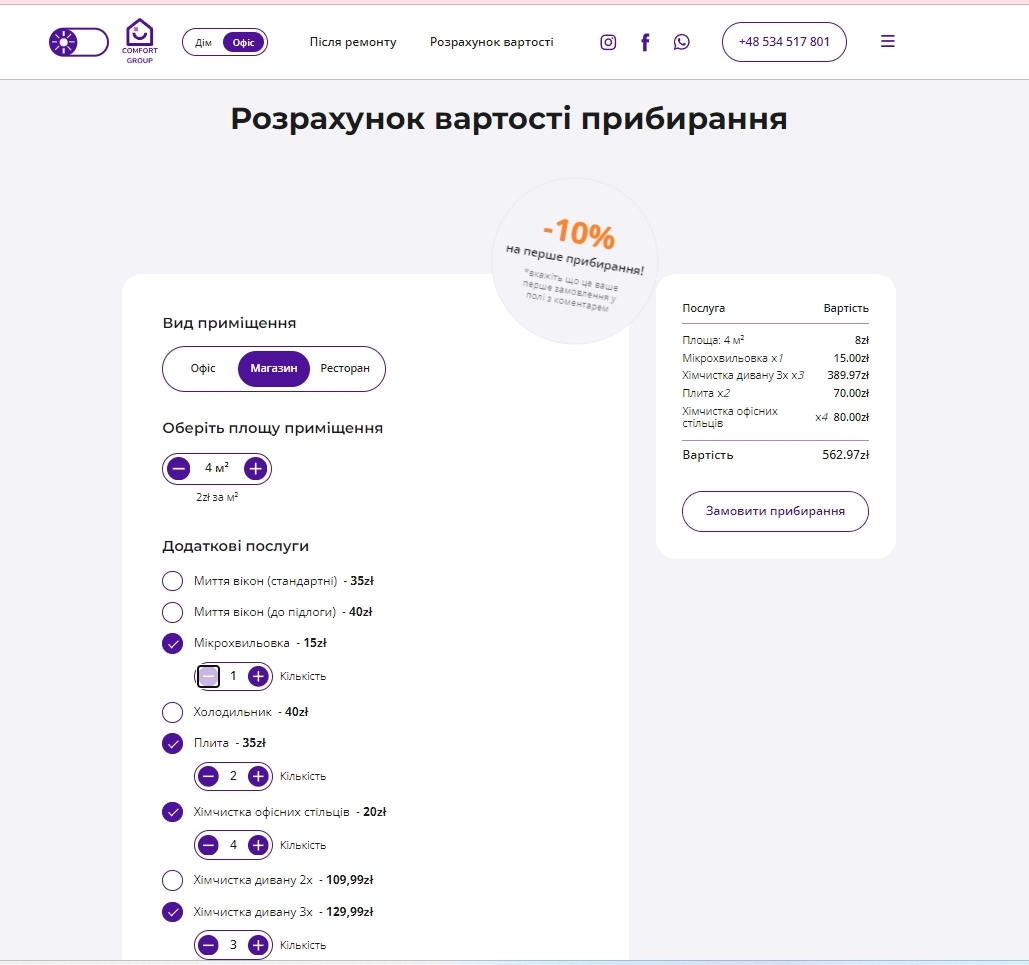 COMFORT
GROUP
Дім
Офіс
Після ремонту
Розрахунок вартості
+48 534 517 801
Розрахунок вартості прибирання
-10%
на перше прибирання!
*вкажіть що це ваше
перше замовлення у
полі з коментарем
Вид приміщення
Офіс
Магазин
Ресторан
Оберіть площу приміщення
4 м²
2zł за м²
Додаткові послуги
Миття вікон (стандартні) - 35zł
Миття вікон (до підлоги) - 40zł
Мікрохвильовка - 15zł
1 Кількість
Холодильник - 40zł
Плита - 35zł
2 Кількість
Хімчистка офісних стільців - 20zł
4 Кількість
Хімчистка дивану 2х - 109,99zł
Хімчистка дивану 3х - 129,99zł
3 Кількість
Послуга Вартість
Площа: 4 м² 8zł
Мікрохвильовка x1 15.00zł
Хімчистка дивану 3х x3 389.97zł
Плита x2 70.00zł
Хімчистка офісних
стільців x4 80.00zł
Вартість 562.97zł
Замовити прибирання